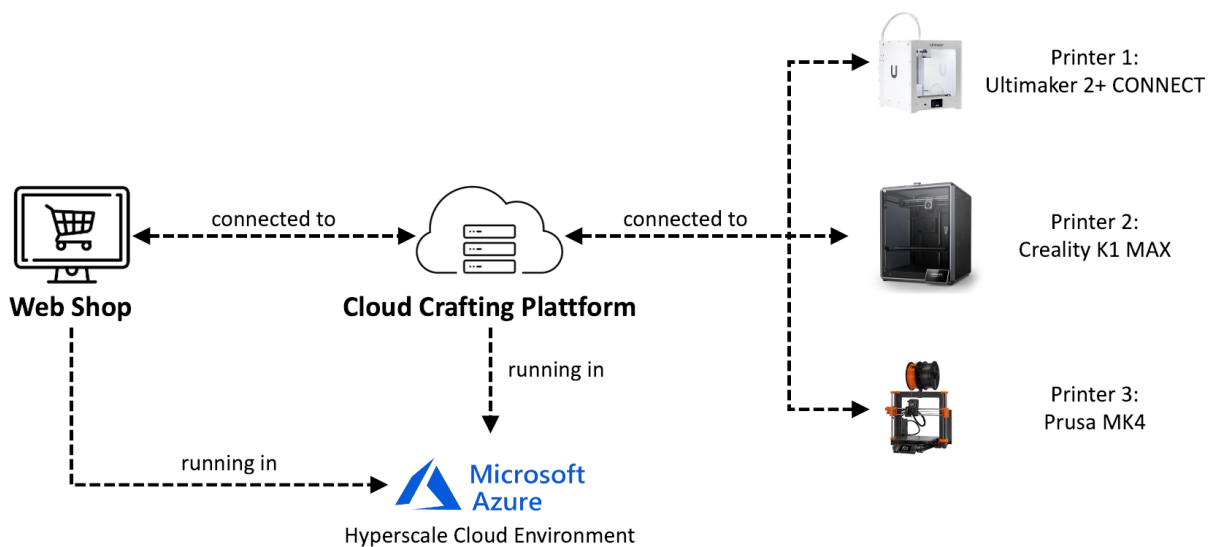 Printer 1:
Ultimaker 2+ CONNECT
connected to
connected to
Printer 2:
Creality K1 MAX
Web Shop
Cloud Crafting Plattform
running in
Printer 3:
Prusa MK4
running in
Microsoft
Azure
Hyperscale Cloud Environment